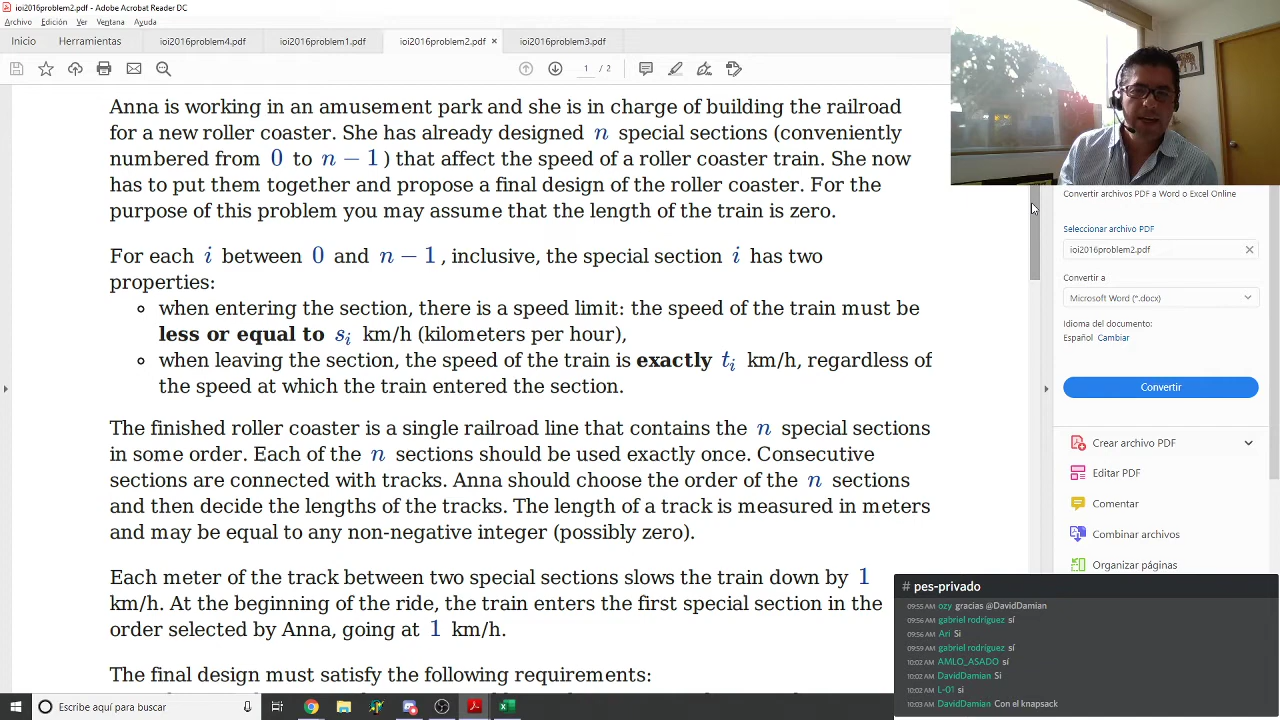 ioi2016problem2.pdf - Adobe Acrobat Reader DC
Archivo Edición Ver Ventana Ayuda
Inicio Herramientas ioi2016problem4.pdf ioi2016problem1.pdf ioi2016problem2.pdf × ioi2016problem3.pdf
1 / 2
Anna is working in an amusement park and she is in charge of building the railroad
for a new roller coaster. She has already designed n special sections (conveniently
numbered from 0 to n − 1 ) that affect the speed of a roller coaster train. She now
has to put them together and propose a final design of the roller coaster. For the
purpose of this problem you may assume that the length of the train is zero.
For each i between 0 and n − 1 , inclusive, the special section i has two
properties:
when entering the section, there is a speed limit: the speed of the train must be
less or equal to si km/h (kilometers per hour),
when leaving the section, the speed of the train is exactly ti km/h, regardless of
the speed at which the train entered the section.
The finished roller coaster is a single railroad line that contains the n special sections
in some order. Each of the n sections should be used exactly once. Consecutive
sections are connected with tracks. Anna should choose the order of the n sections
and then decide the lengths of the tracks. The length of a track is measured in meters
and may be equal to any non-negative integer (possibly zero).
Each meter of the track between two special sections slows the train down by 1
km/h. At the beginning of the ride, the train enters the first special section in the
order selected by Anna, going at 1 km/h.
The final design must satisfy the following requirements:
Convertir archivos PDF a Word o Excel Online
Seleccionar archivo PDF
ioi2016problem2.pdf
Convertir a
Microsoft Word (*.docx)
Idioma del documento:
Español Cambiar
Convertir
Crear archivo PDF
Editar PDF
Comentar
Combinar archivos
Organizar páginas
# pes-privado
09:55 AM ozy gracias @DavidDamian
09:56 AM gabriel rodríguez sí
09:56 AM Ari Si
09:59 AM gabriel rodríguez sí
10:02 AM AMLO_ASADO sí
10:02 AM DavidDamian Si
10:02 AM L-01 si
10:03 AM DavidDamian Con el knapsack
Escribe aquí para buscar